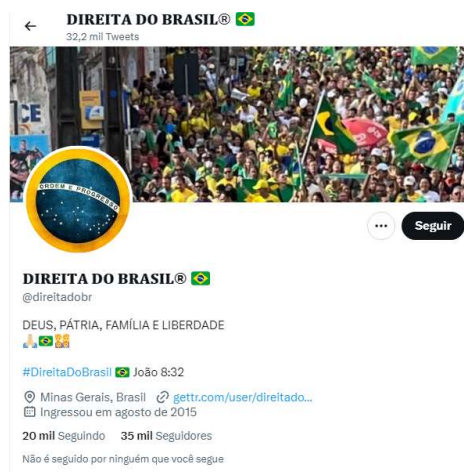 DIREITA DO BRASIL® 🇧🇷
32,2 mil Tweets
CE
ORDEM E PROGRESSO
Seguir
DIREITA DO BRASIL® 🇧🇷
@direitadobr
DEUS, PÁTRIA, FAMÍLIA E LIBERDADE
🙏🇧🇷👨‍👩‍👧‍👦
#DireitaDoBrasil 🇧🇷 João 8:32
Minas Gerais, Brasil gettr.com/user/direitado...
Ingressou em agosto de 2015
20 mil Seguindo 35 mil Seguidores
Não é seguido por ninguém que você segue